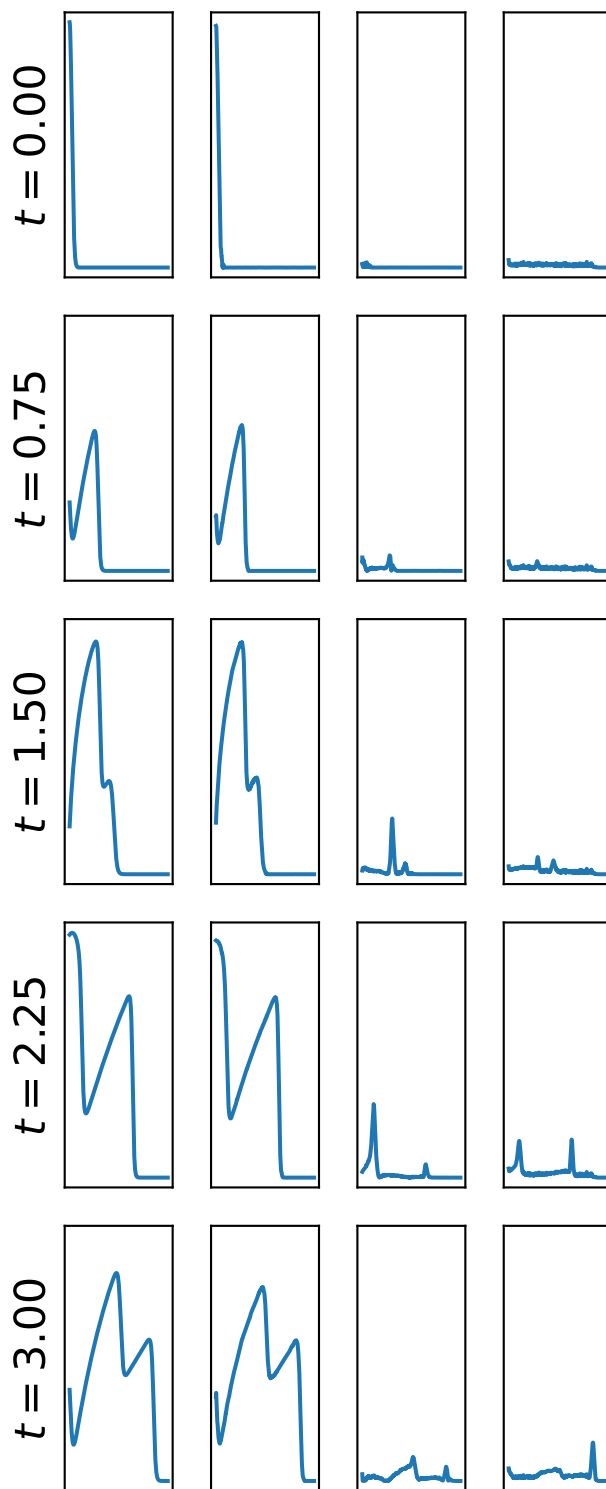 t = 0.00
t = 0.75
t = 1.50
t = 2.25
t = 3.00